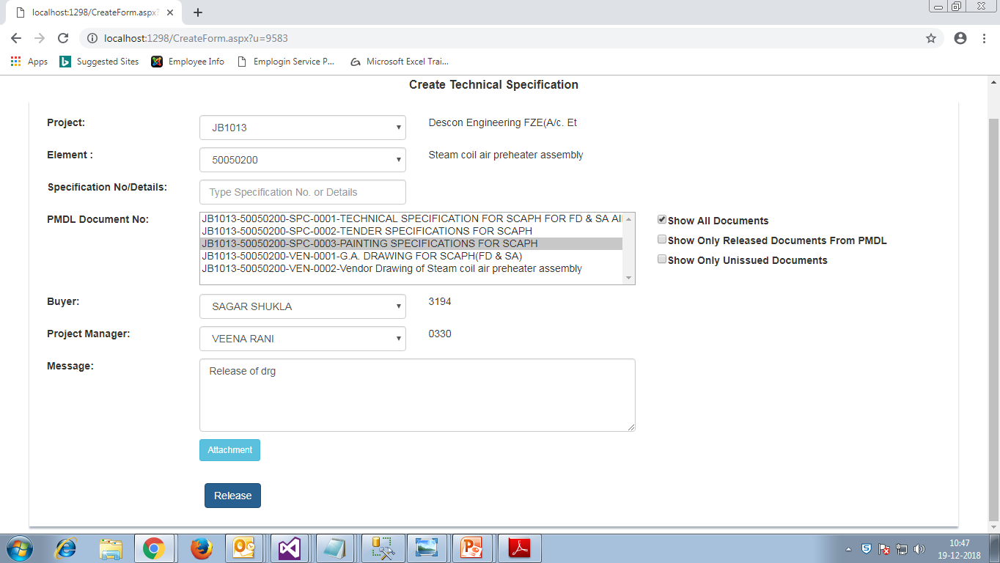 localhost:1298/CreateForm.aspx?
localhost:1298/CreateForm.aspx?u=9583
Apps
Suggested Sites
Employee Info
Emplogin Service P...
Microsoft Excel Trai...
Create Technical Specification
Project:
JB1013
Descon Engineering FZE(A/c. Et
Element :
50050200
Steam coil air preheater assembly
Specification No/Details:
Type Specification No. or Details
PMDL Document No:
JB1013-50050200-SPC-0001-TECHNICAL SPECIFICATION FOR SCAPH FOR FD & SA AI
JB1013-50050200-SPC-0002-TENDER SPECIFICATIONS FOR SCAPH
JB1013-50050200-SPC-0003-PAINTING SPECIFICATIONS FOR SCAPH
JB1013-50050200-VEN-0001-G.A. DRAWING FOR SCAPH(FD & SA)
JB1013-50050200-VEN-0002-Vendor Drawing of Steam coil air preheater assembly
Show All Documents
Show Only Released Documents From PMDL
Show Only Unissued Documents
Buyer:
SAGAR SHUKLA
3194
Project Manager:
VEENA RANI
0330
Message:
Release of drg
Attachment
Release
10:47
19-12-2018